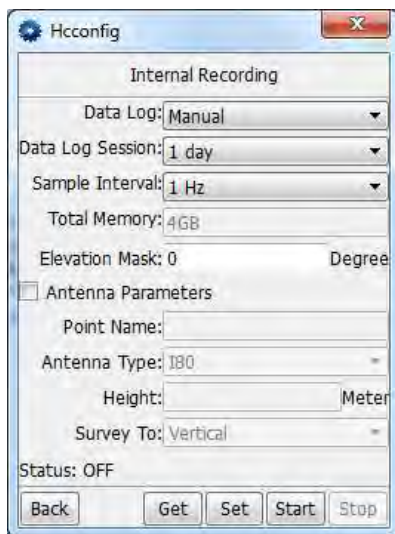 Hcconfig
Internal Recording
Data Log: Manual
Data Log Session: 1 day
Sample Interval: 1 Hz
Total Memory: 4GB
Elevation Mask: 0 Degree
Antenna Parameters
Point Name:
Antenna Type: I80
Height: Meter
Survey To: Vertical
Status: OFF
Back Get Set Start Stop